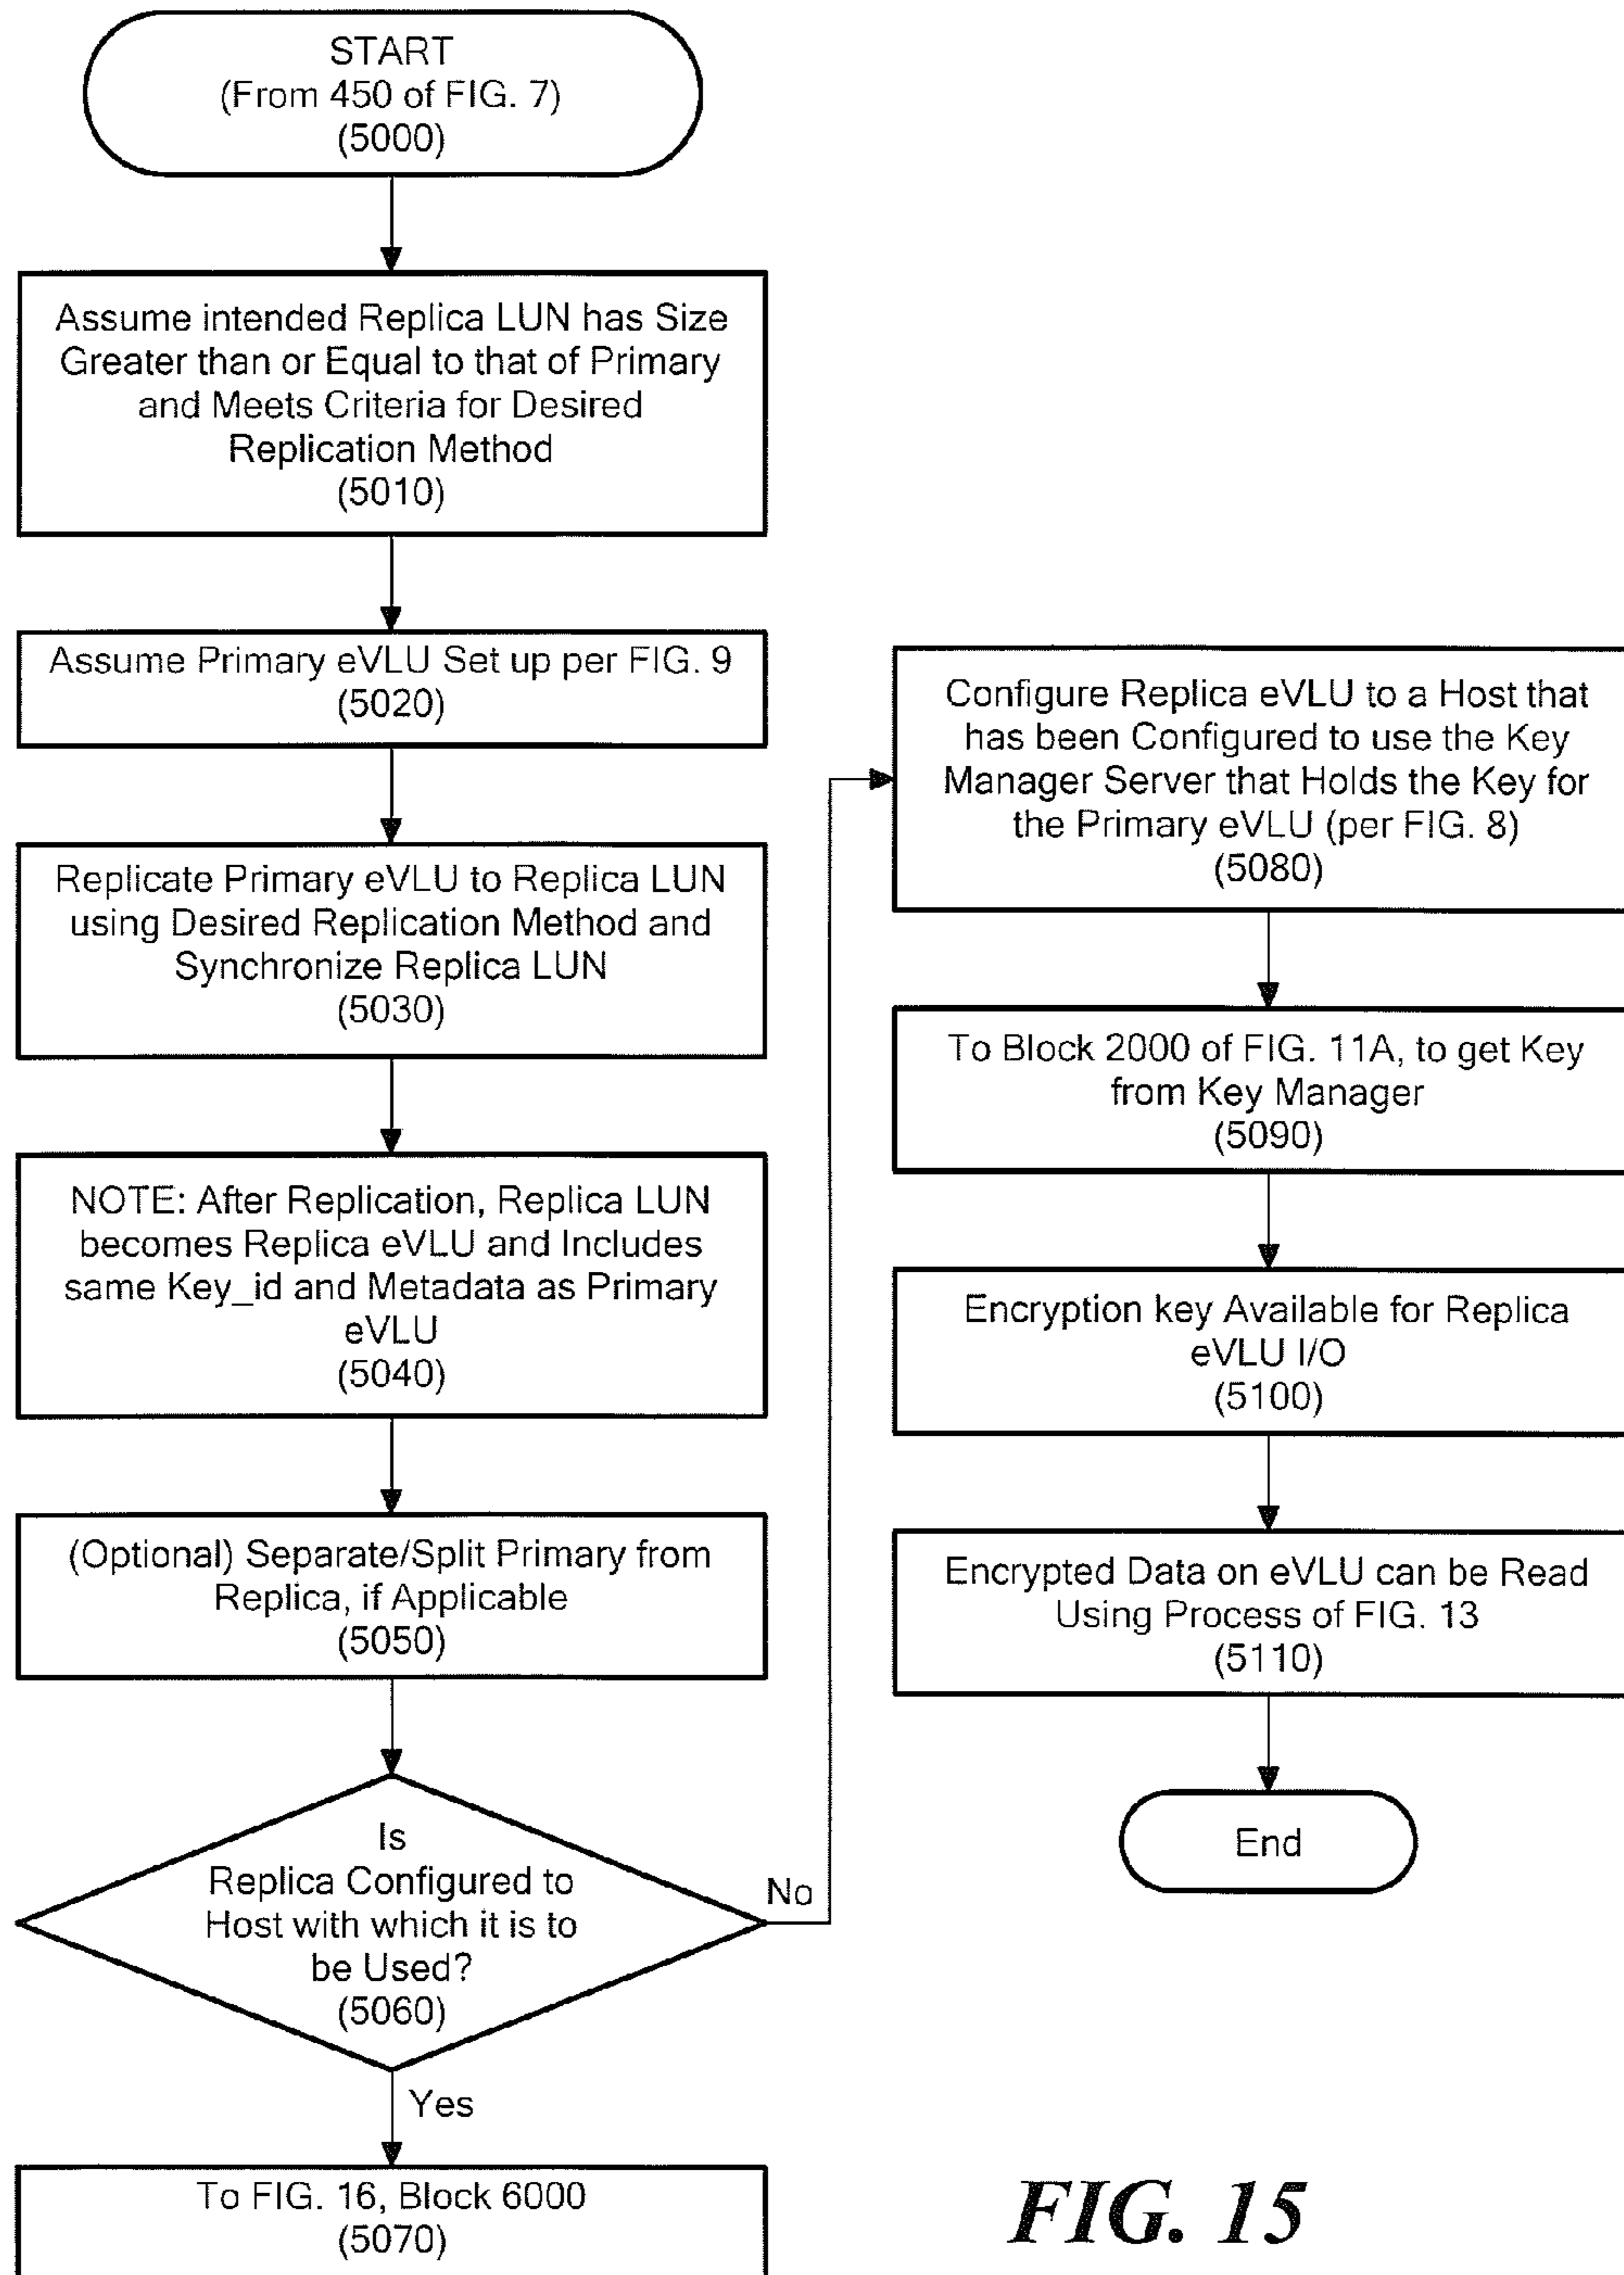 START
(From 450 of FIG. 7)
(5000)
Assume intended Replica LUN has Size
Greater than or Equal to that of Primary
and Meets Criteria for Desired
Replication Method
(5010)
Assume Primary eVLU Set up per FIG. 9
(5020)
Replicate Primary eVLU to Replica LUN
using Desired Replication Method and
Synchronize Replica LUN
(5030)
NOTE: After Replication, Replica LUN
becomes Replica eVLU and Includes
same Key_id and Metadata as Primary
eVLU
(5040)
(Optional) Separate/Split Primary from
Replica, if Applicable
(5050)
Is
Replica Configured to
Host with which it is to
be Used?
(5060)
No
Yes
To FIG. 16, Block 6000
(5070)
Configure Replica eVLU to a Host that
has been Configured to use the Key
Manager Server that Holds the Key for
the Primary eVLU (per FIG. 8)
(5080)
To Block 2000 of FIG. 11A, to get Key
from Key Manager
(5090)
Encryption key Available for Replica
eVLU I/O
(5100)
Encrypted Data on eVLU can be Read
Using Process of FIG. 13
(5110)
End
FIG. 15